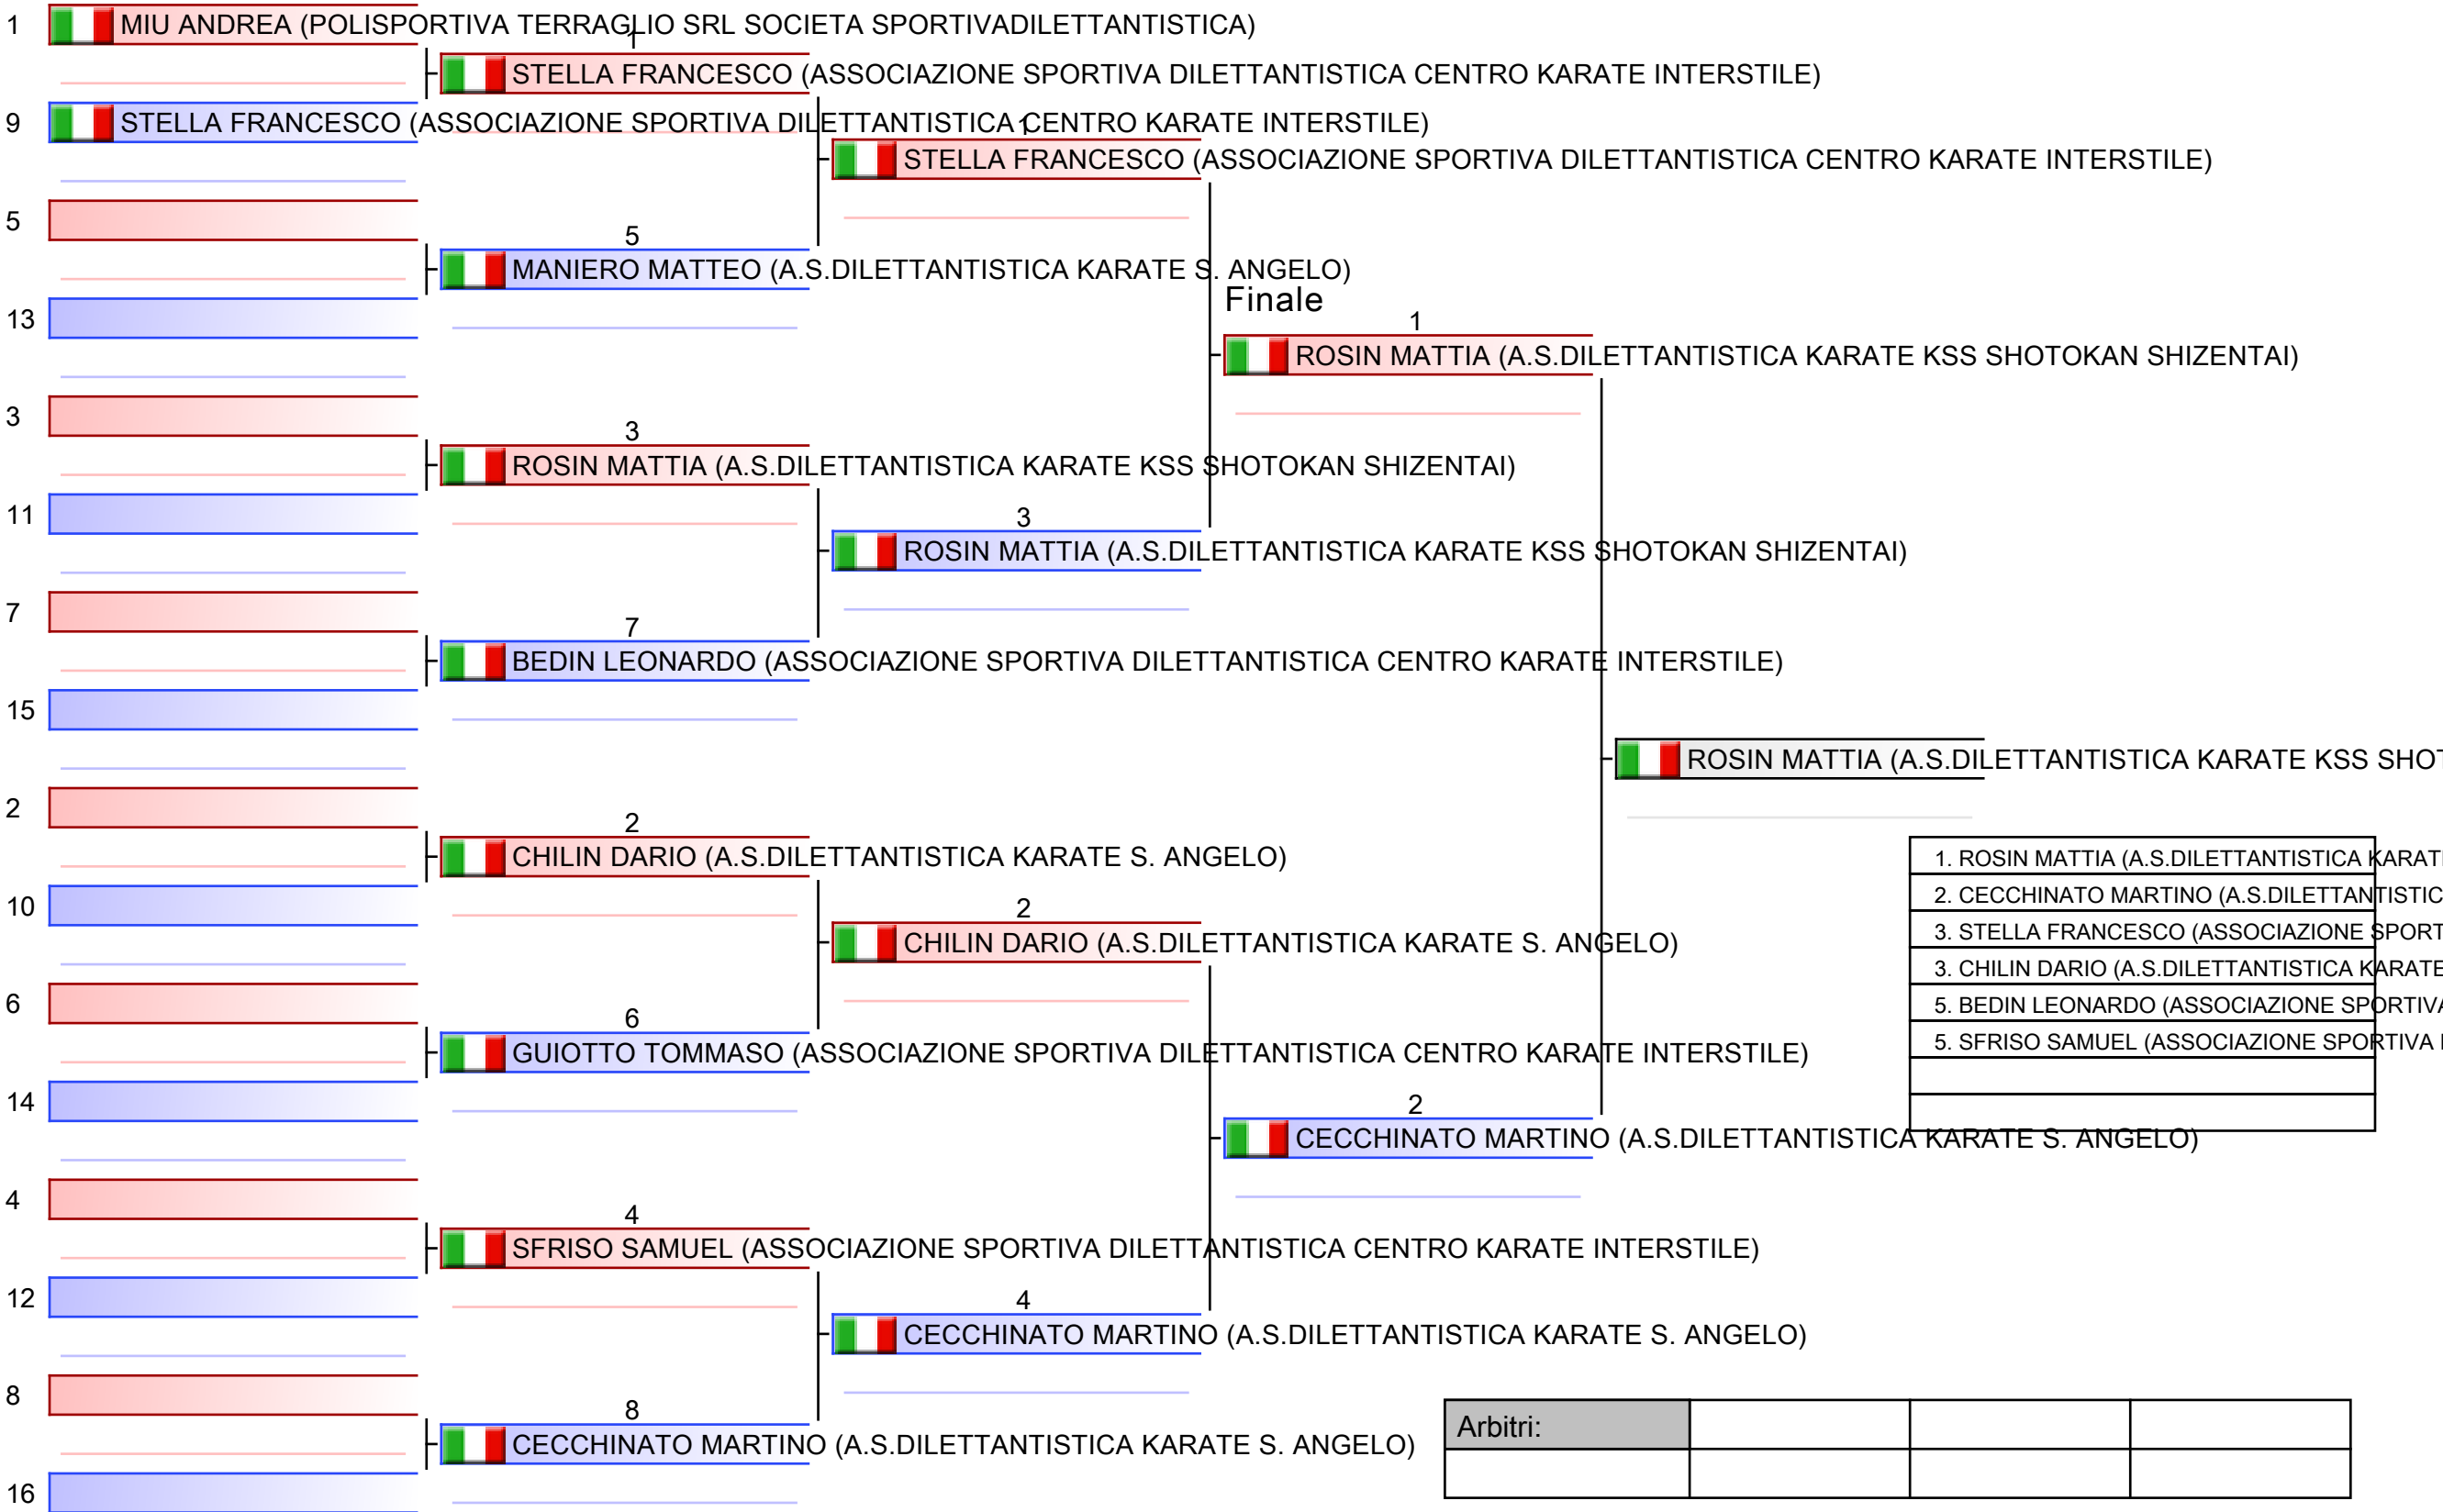 1 MIU ANDREA (POLISPORTIVA TERRAGLIO SRL SOCIETA SPORTIVADILETTANTISTICA)
1
STELLA FRANCESCO (ASSOCIAZIONE SPORTIVA DILETTANTISTICA CENTRO KARATE INTERSTILE)
9 STELLA FRANCESCO (ASSOCIAZIONE SPORTIVA DILETTANTISTICA CENTRO KARATE INTERSTILE)
1
STELLA FRANCESCO (ASSOCIAZIONE SPORTIVA DILETTANTISTICA CENTRO KARATE INTERSTILE)
5
5
MANIERO MATTEO (A.S.DILETTANTISTICA KARATE S. ANGELO)
Finale
13
1
ROSIN MATTIA (A.S.DILETTANTISTICA KARATE KSS SHOTOKAN SHIZENTAI)
3
3
ROSIN MATTIA (A.S.DILETTANTISTICA KARATE KSS SHOTOKAN SHIZENTAI)
11
3
ROSIN MATTIA (A.S.DILETTANTISTICA KARATE KSS SHOTOKAN SHIZENTAI)
7
7
BEDIN LEONARDO (ASSOCIAZIONE SPORTIVA DILETTANTISTICA CENTRO KARATE INTERSTILE)
15
ROSIN MATTIA (A.S.DILETTANTISTICA KARATE KSS SHOT
2
2
CHILIN DARIO (A.S.DILETTANTISTICA KARATE S. ANGELO)
10
2
CHILIN DARIO (A.S.DILETTANTISTICA KARATE S. ANGELO)
1. ROSIN MATTIA (A.S.DILETTANTISTICA KARATE
2. CECCHINATO MARTINO (A.S.DILETTANTISTIC
3. STELLA FRANCESCO (ASSOCIAZIONE SPORT
3. CHILIN DARIO (A.S.DILETTANTISTICA KARATE
5. BEDIN LEONARDO (ASSOCIAZIONE SPORTIVA
5. SFRISO SAMUEL (ASSOCIAZIONE SPORTIVA
6
6
GUIOTTO TOMMASO (ASSOCIAZIONE SPORTIVA DILETTANTISTICA CENTRO KARATE INTERSTILE)
14
2
CECCHINATO MARTINO (A.S.DILETTANTISTICA KARATE S. ANGELO)
4
4
SFRISO SAMUEL (ASSOCIAZIONE SPORTIVA DILETTANTISTICA CENTRO KARATE INTERSTILE)
12
4
CECCHINATO MARTINO (A.S.DILETTANTISTICA KARATE S. ANGELO)
8
8
CECCHINATO MARTINO (A.S.DILETTANTISTICA KARATE S. ANGELO)
Arbitri:
16